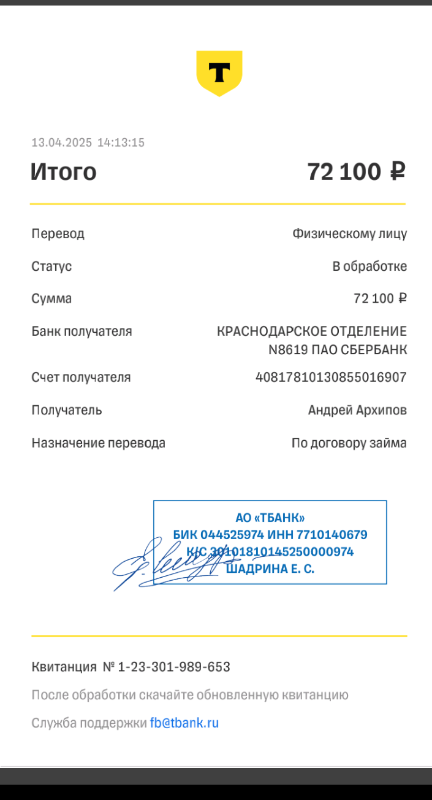 Т
13.04.2025 14:13:15
Итого 72 100 ₽
Перевод Физическому лицу
Статус В обработке
Сумма 72 100 ₽
Банк получателя КРАСНОДАРСКОЕ ОТДЕЛЕНИЕ
N8619 ПАО СБЕРБАНК
Счет получателя 40817810130855016907
Получатель Андрей Архипов
Назначение перевода По договору займа
АО «ТБАНК»
БИК 044525974 ИНН 7710140679
К/С 30101810145250000974
ШАДРИНА Е. С.
Квитанция № 1-23-301-989-653
После обработки скачайте обновленную квитанцию
Служба поддержки fb@tbank.ru